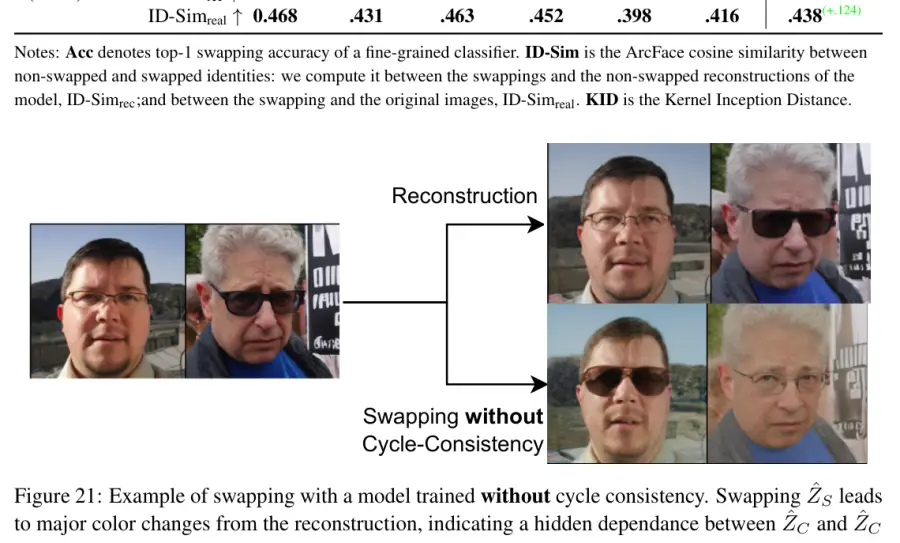 ID-Sim_real ↑ 0.468 .431 .463 .452 .398 .416 .438(+.124)
Notes: Acc denotes top-1 swapping accuracy of a fine-grained classifier. ID-Sim is the ArcFace cosine similarity between
non-swapped and swapped identities: we compute it between the swappings and the non-swapped reconstructions of the
model, ID-Sim_rec;and between the swapping and the original images, ID-Sim_real. KID is the Kernel Inception Distance.
Reconstruction
Swapping without
Cycle-Consistency
Figure 21: Example of swapping with a model trained without cycle consistency. Swapping Ẑ_S leads
to major color changes from the reconstruction, indicating a hidden dependance between Ẑ_C and Ẑ_C